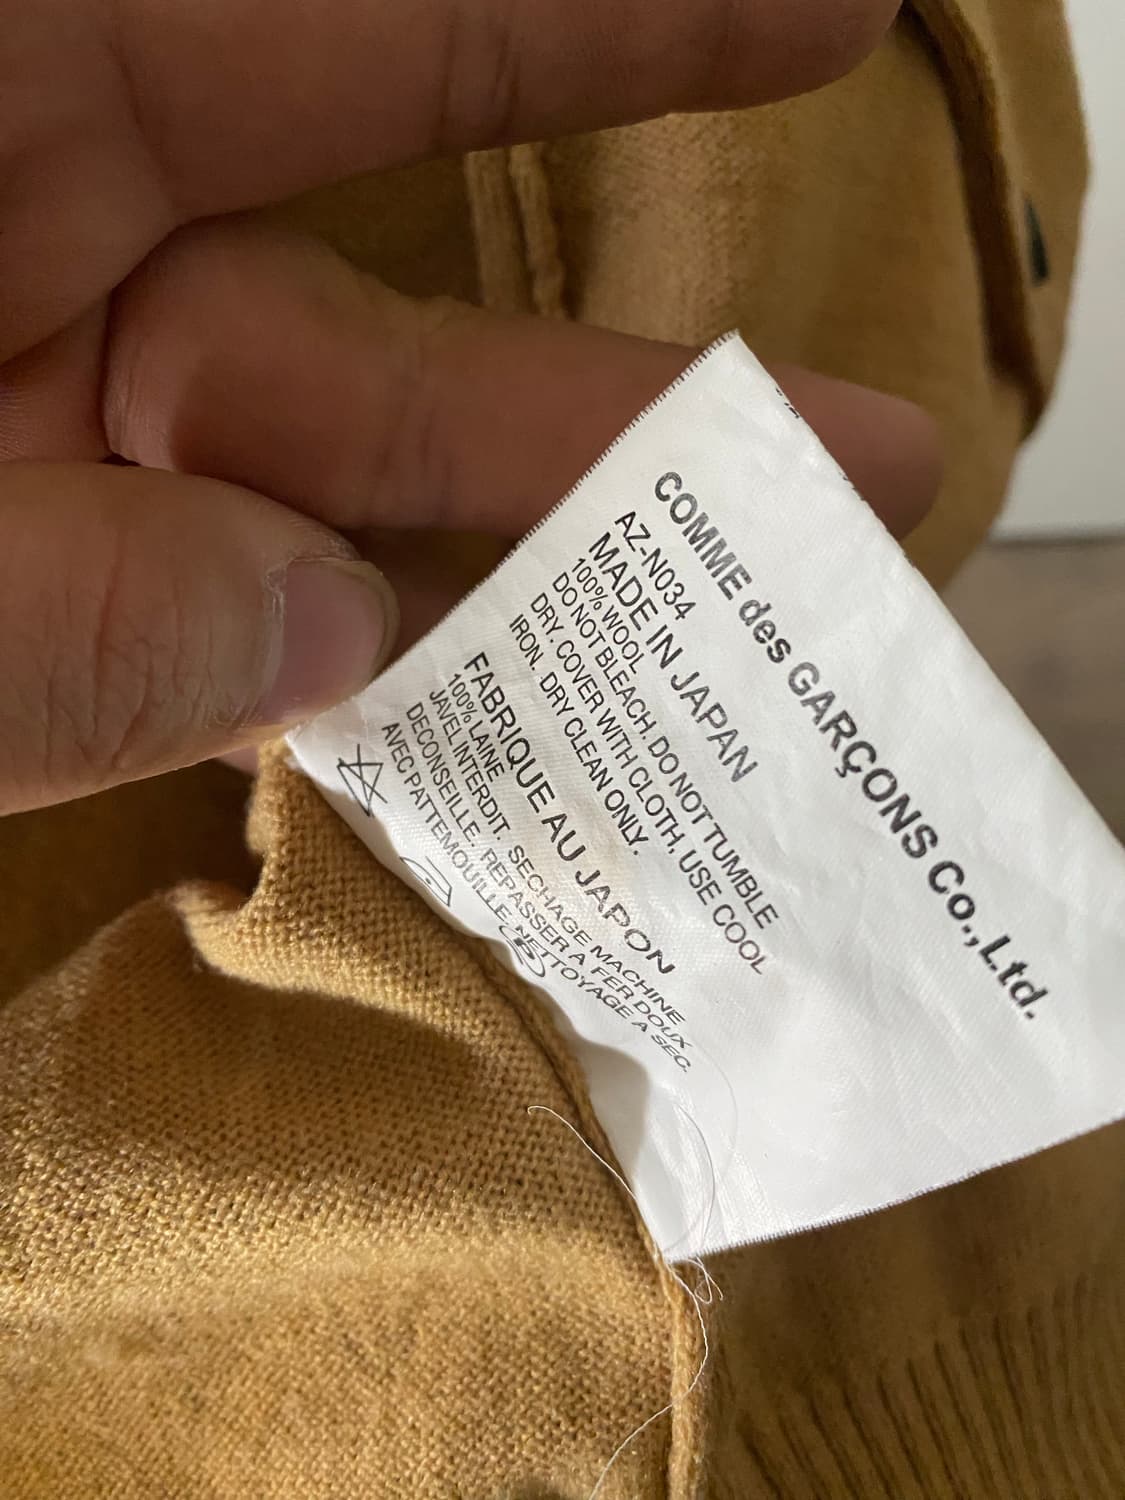 COMME des GARÇONS Co., Ltd.
AZ-N034
MADE IN JAPAN
100% WOOL
DO NOT BLEACH. DO NOT TUMBLE
DRY. COVER WITH CLOTH. USE COOL
IRON. DRY CLEAN ONLY.
FABRIQUE AU JAPON
100% LAINE
JAVEL INTERDIT. SECHAGE MACHINE
DECONSEILLE. REPASSER A FER DOUX
AVEC PATTEMOUILLE. NETTOYAGE A SEC.